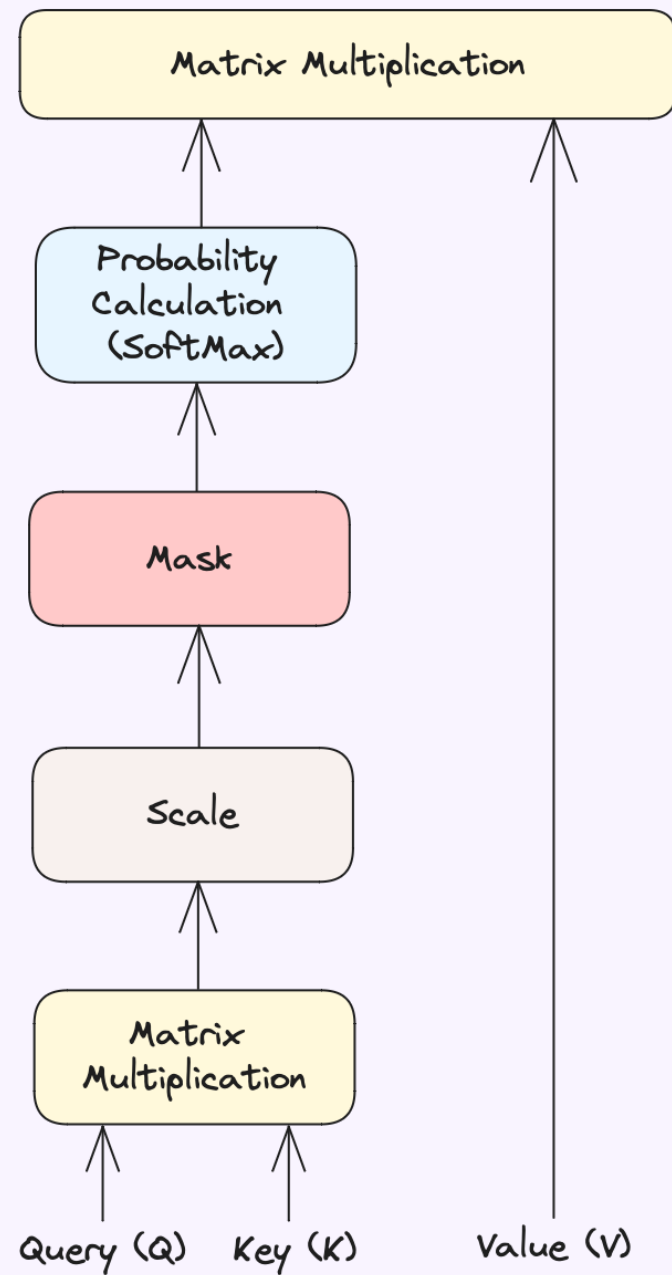 Matrix Multiplication
Probability
Calculation
(SoftMax)
Mask
Scale
Matrix
Multiplication
Query (Q)
Key (K)
Value (V)